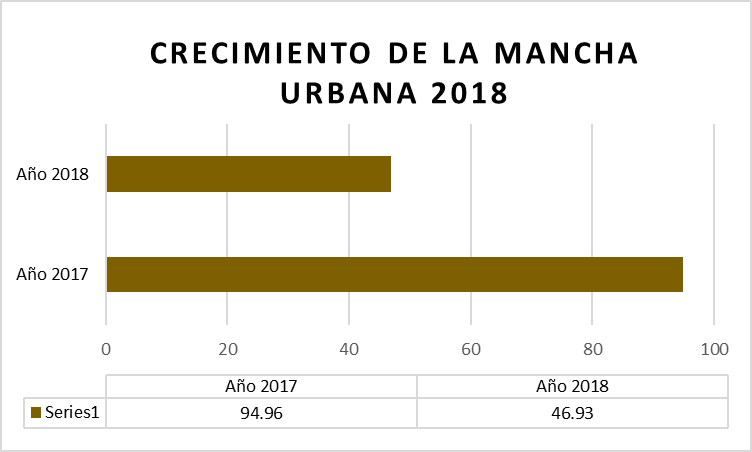 CRECIMIENTO DE LA MANCHA
URBANA 2018
Año 2018
Año 2017
0 20 40 60 80 100
Año 2017 Año 2018
Series1 94.96 46.93